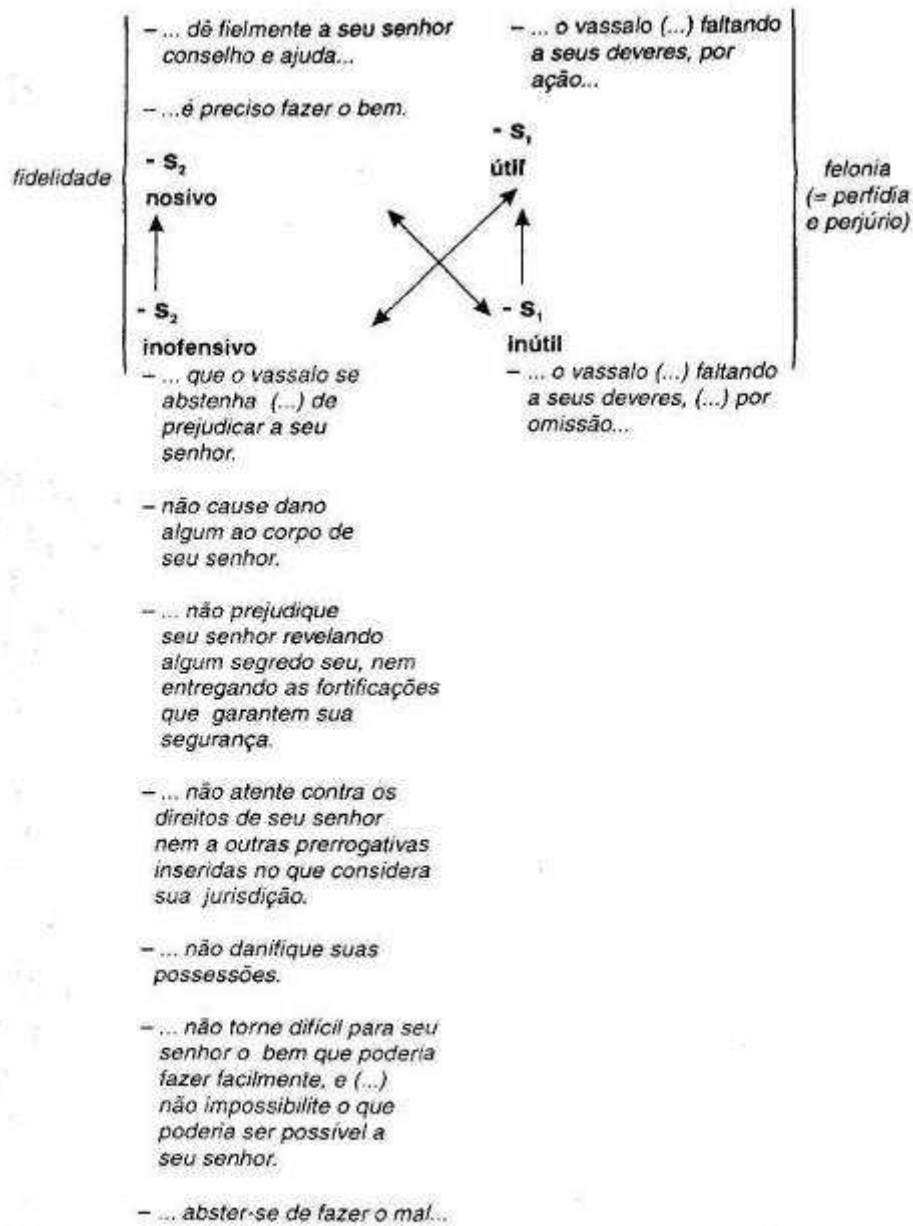 – ... dê fielmente a seu senhor
conselho e ajuda...
– ...é preciso fazer o bem.
– ... o vassalo (...) faltando
a seus deveres, por
ação...
fidelidade
- S₂
nosivo
- S₁
útil
felonia
(= perfídia
e perjúrio)
- S₂
inofensivo
- S₁
inútil
– ... que o vassalo se
abstenha (...) de
prejudicar a seu
senhor.
– ... o vassalo (...) faltando
a seus deveres, (...) por
omissão...
– não cause dano
algum ao corpo de
seu senhor.
– ... não prejudique
seu senhor revelando
algum segredo seu, nem
entregando as fortificações
que garantem sua
segurança.
– ... não atente contra os
direitos de seu senhor
nem a outras prerrogativas
inseridas no que considera
sua jurisdição.
– ... não danifique suas
possessões.
– ... não torne difícil para seu
senhor o bem que poderia
fazer facilmente, e (...)
não impossibilite o que
poderia ser possível a
seu senhor.
– ... abster-se de fazer o mal...